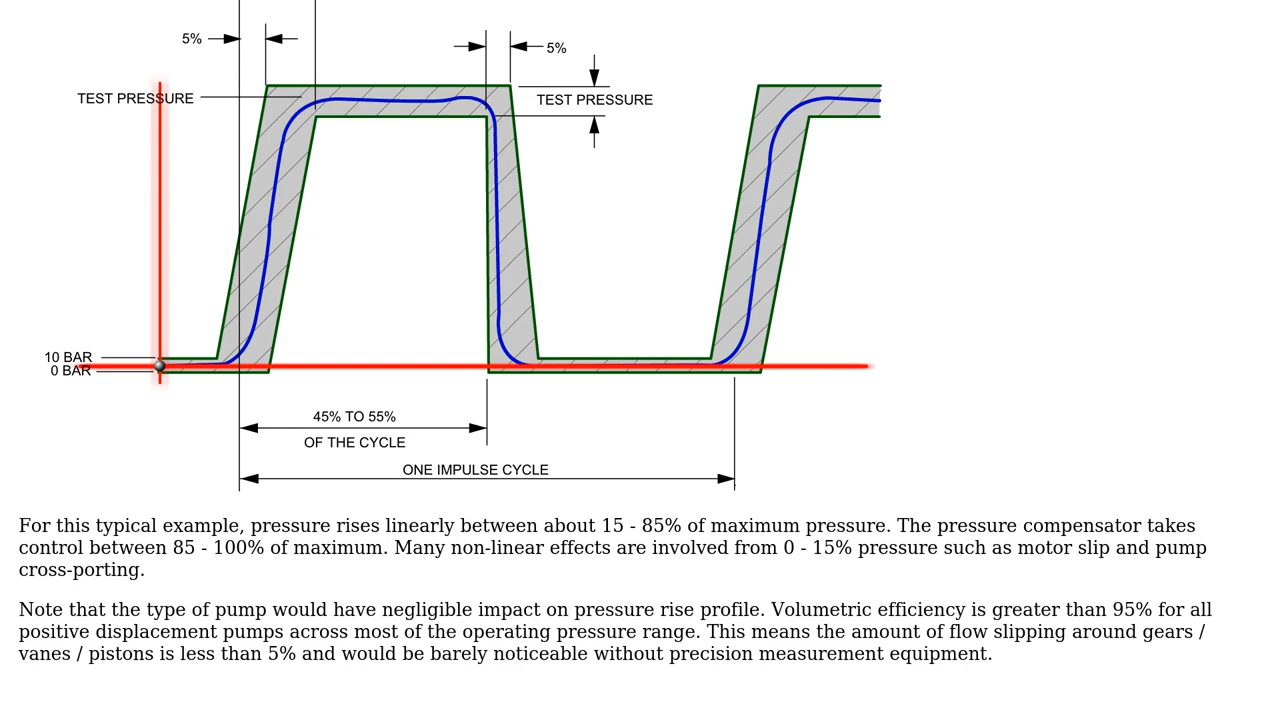 5%
5%
TEST PRESSURE
TEST PRESSURE
10 BAR
0 BAR
45% TO 55%
OF THE CYCLE
ONE IMPULSE CYCLE
For this typical example, pressure rises linearly between about 15 - 85% of maximum pressure. The pressure compensator takes
control between 85 - 100% of maximum. Many non-linear effects are involved from 0 - 15% pressure such as motor slip and pump
cross-porting.
Note that the type of pump would have negligible impact on pressure rise profile. Volumetric efficiency is greater than 95% for all
positive displacement pumps across most of the operating pressure range. This means the amount of flow slipping around gears /
vanes / pistons is less than 5% and would be barely noticeable without precision measurement equipment.